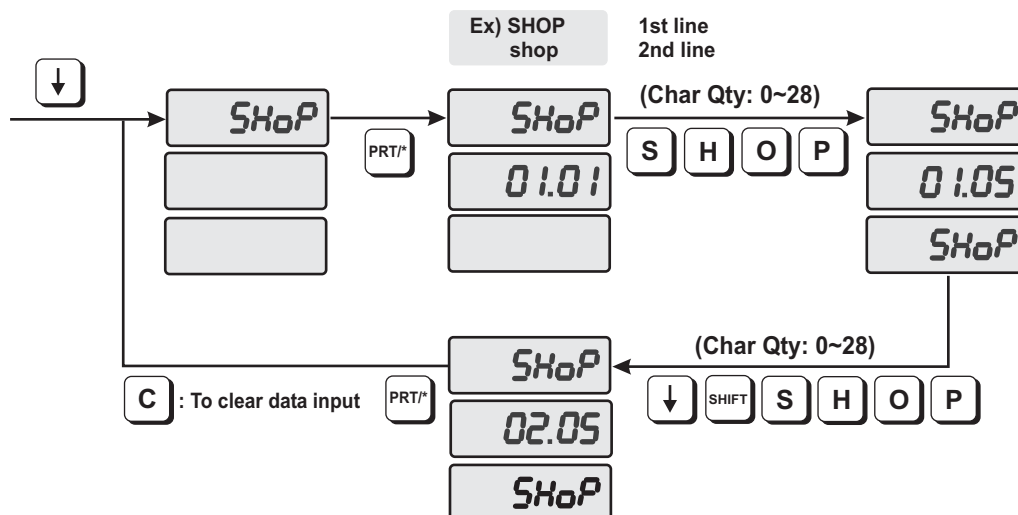 Ex) SHOP 1st line
shop 2nd line
↓
SHoP
PRT/*
SHoP
01.01
(Char Qty: 0~28)
S H O P
SHoP
01.05
SHoP
(Char Qty: 0~28)
↓ SHIFT S H O P
SHoP
02.05
SHoP
PRT/*
C : To clear data input